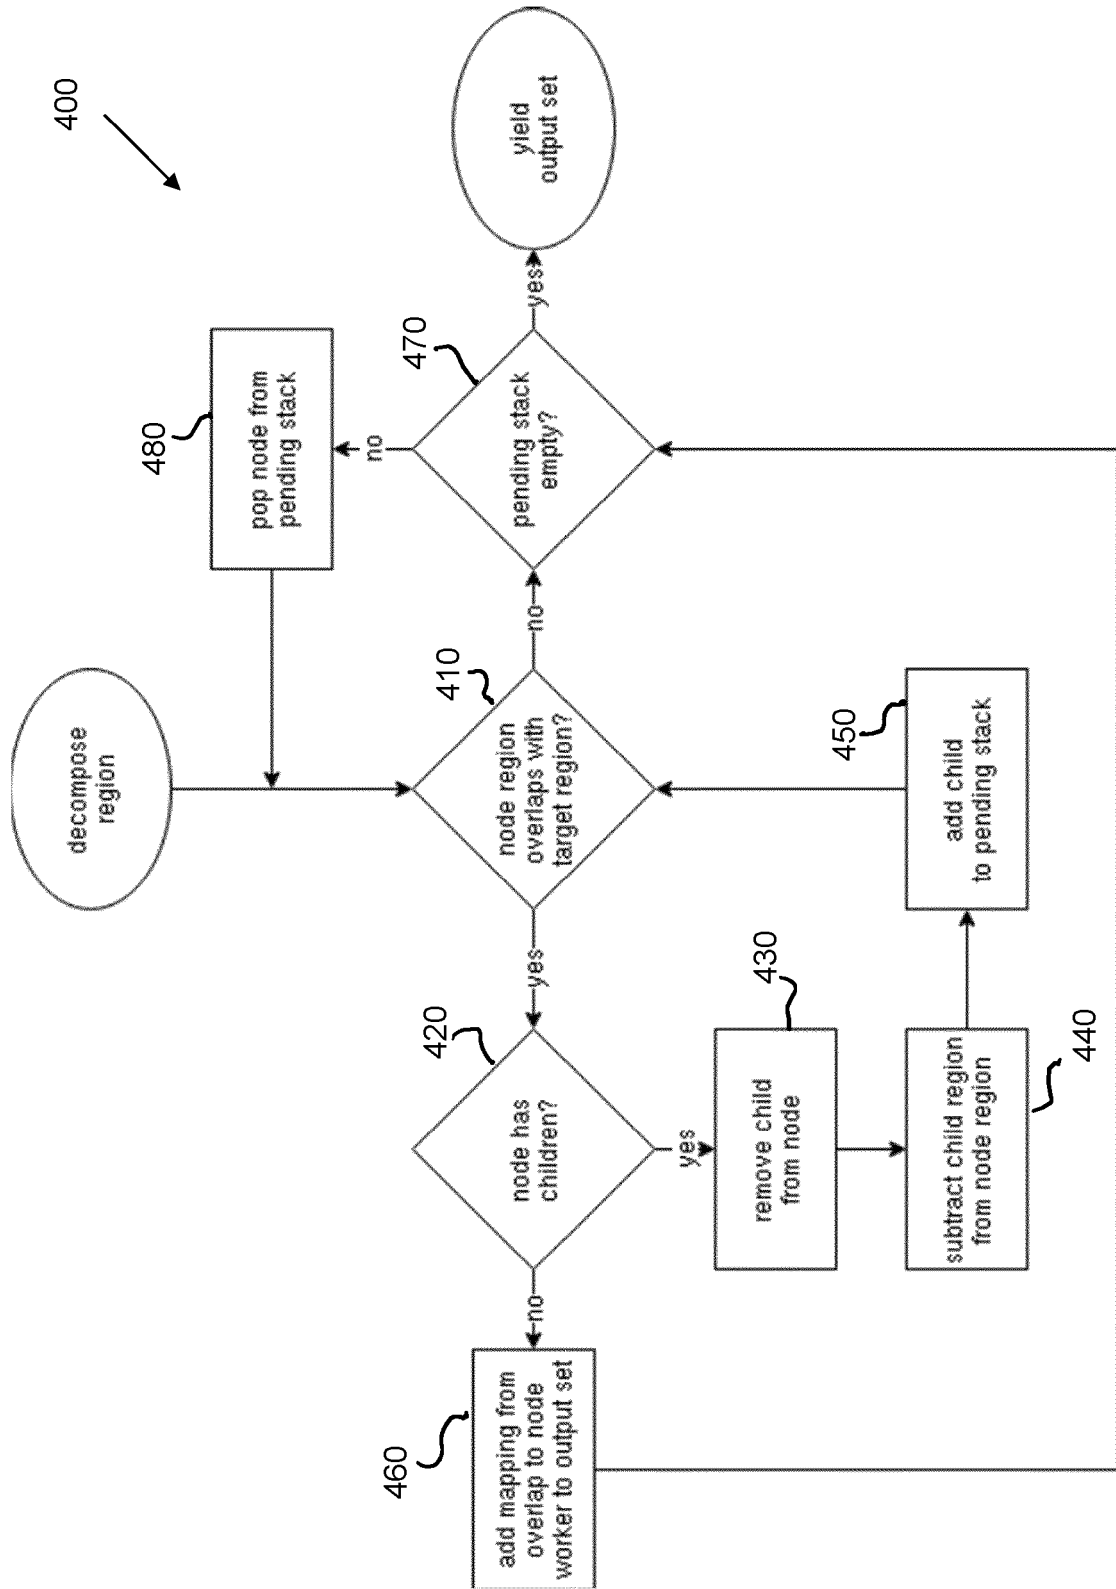 400
decompose
region
480
pop node from
pending stack
410
node region
overlaps with
target region?
470
pending stack
empty?
yield
output set
420
node has
children?
460
add mapping from
overlap to node
worker to output set
430
remove child
from node
440
subtract child region
from node region
450
add child
to pending stack
yes
no
yes
no
yes
no